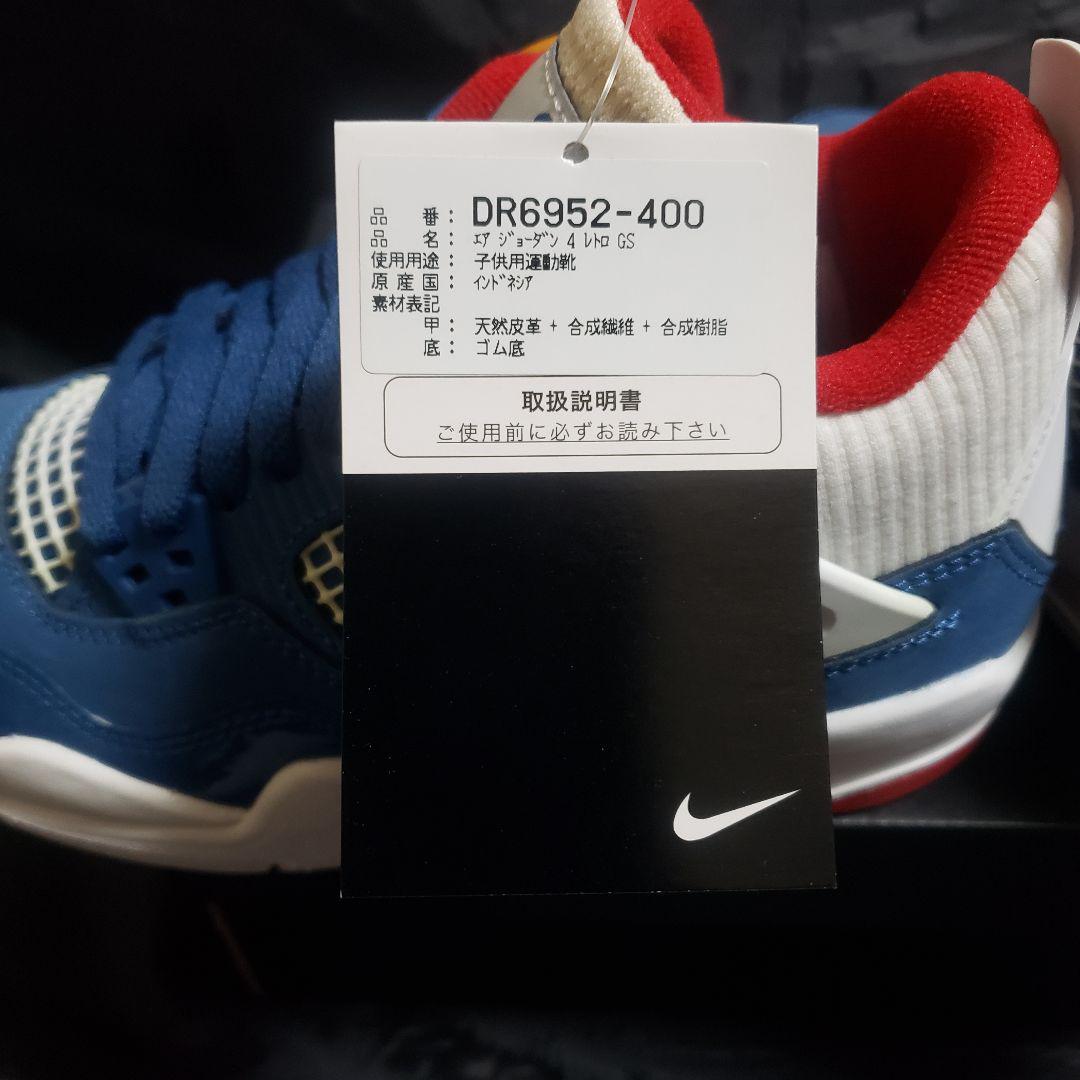 品 番： DR6952-400
品 名： ｴｱ ｼﾞｮｰﾀﾞﾝ 4 ﾚﾄﾛ GS
使用用途： 子供用運動靴
原 産 国： ｲﾝﾄﾞﾈｼｱ
素材表記
甲： 天然皮革 + 合成繊維 + 合成樹脂
底： ゴム底
取扱説明書
ご使用前に必ずお読み下さい